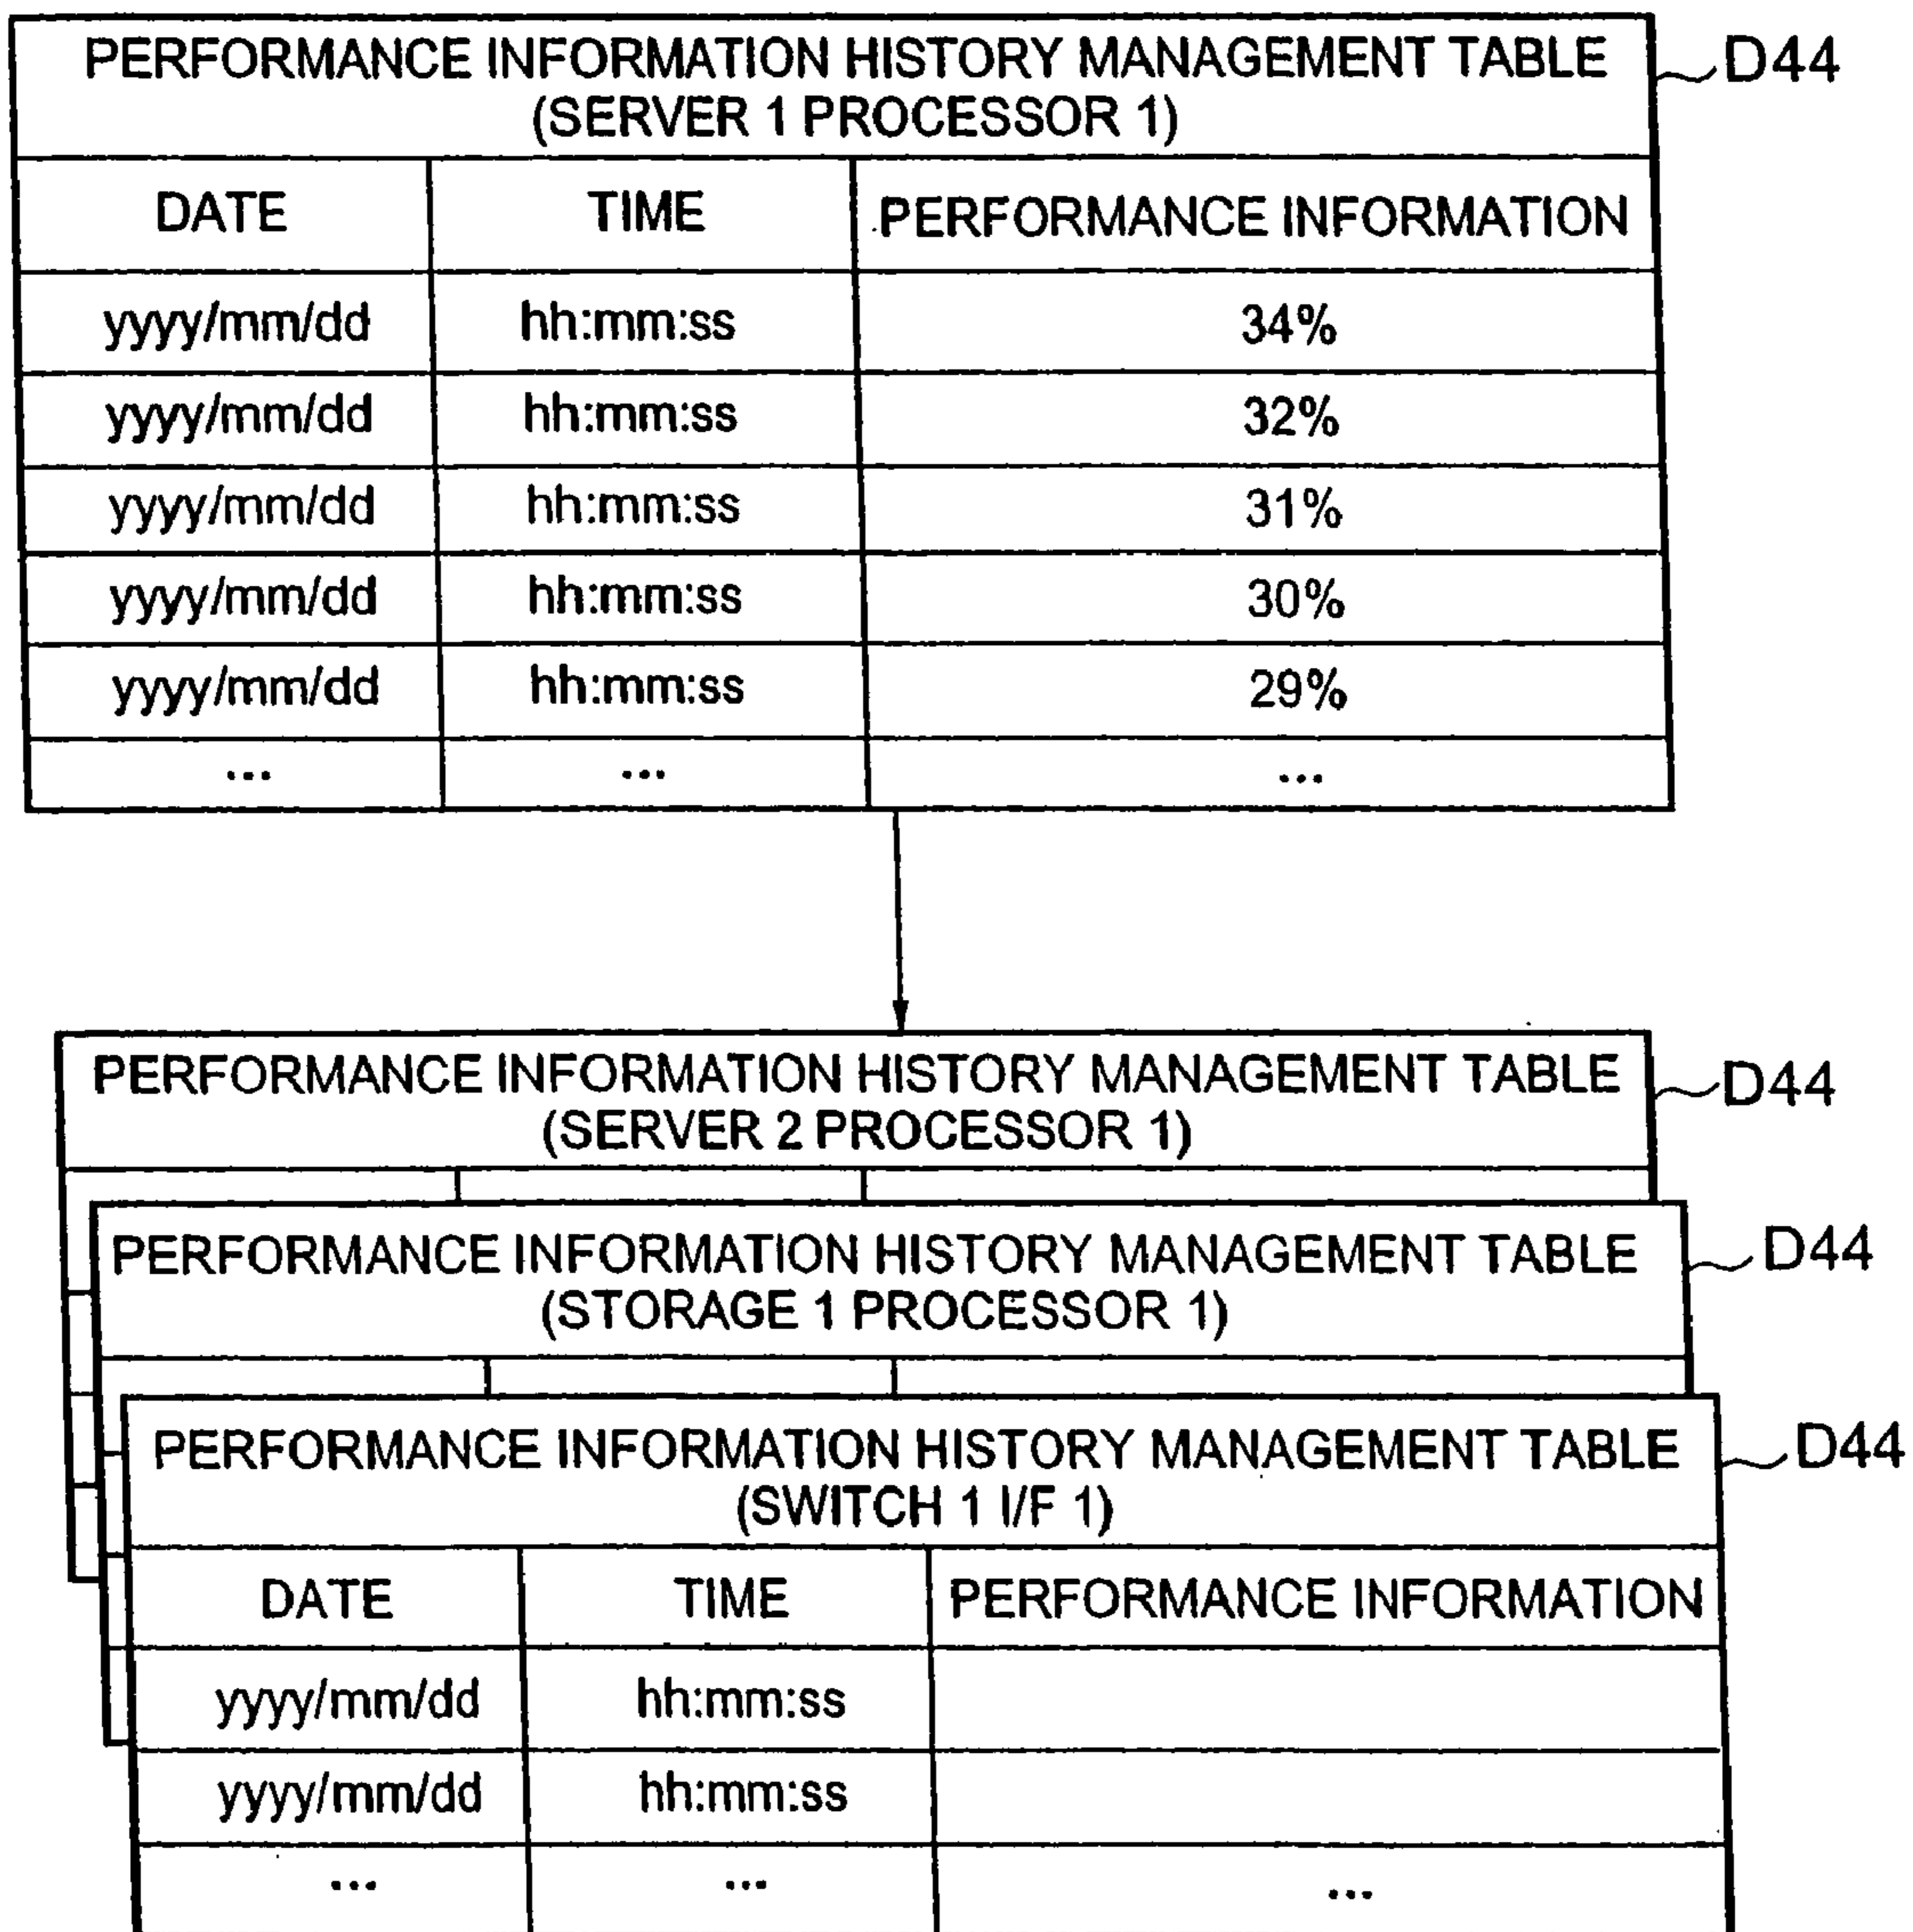 PERFORMANCE INFORMATION HISTORY MANAGEMENT TABLE
(SERVER 1 PROCESSOR 1)
D44
DATE TIME PERFORMANCE INFORMATION
yyyy/mm/dd hh:mm:ss 34%
yyyy/mm/dd hh:mm:ss 32%
yyyy/mm/dd hh:mm:ss 31%
yyyy/mm/dd hh:mm:ss 30%
yyyy/mm/dd hh:mm:ss 29%
... ... ...
PERFORMANCE INFORMATION HISTORY MANAGEMENT TABLE
(SERVER 2 PROCESSOR 1)
D44
PERFORMANCE INFORMATION HISTORY MANAGEMENT TABLE
(STORAGE 1 PROCESSOR 1)
D44
PERFORMANCE INFORMATION HISTORY MANAGEMENT TABLE
(SWITCH 1 I/F 1)
D44
DATE TIME PERFORMANCE INFORMATION
yyyy/mm/dd hh:mm:ss
yyyy/mm/dd hh:mm:ss
... ... ...